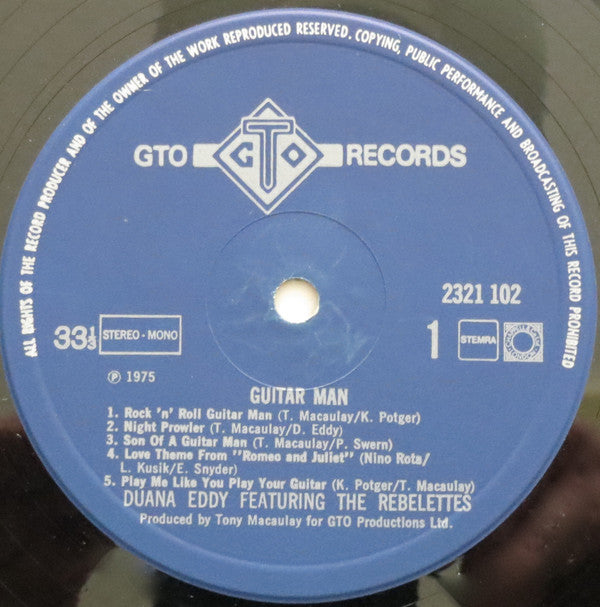 ALL RIGHTS OF THE RECORD PRODUCER AND OF THE OWNER OF THE WORK REPRODUCED RESERVED. COPYING, PUBLIC PERFORMANCE AND BROADCASTING OF THIS RECORD PROHIBITED
GTO GTO RECORDS
2321 102
33⅓ STEREO - MONO
1 STEMRA
℗ 1975
GUITAR MAN
1. Rock 'n' Roll Guitar Man (T. Macaulay/K. Potger)
2. Night Prowler (T. Macaulay/D. Eddy)
3. Son Of A Guitar Man (T. Macaulay/P. Swern)
4. Love Theme From "Romeo and Juliet" (Nino Rota/
L. Kusik/E. Snyder)
5. Play Me Like You Play Your Guitar (K. Potger/T. Macaulay)
DUANA EDDY FEATURING THE REBELETTES
Produced by Tony Macaulay for GTO Productions Ltd.